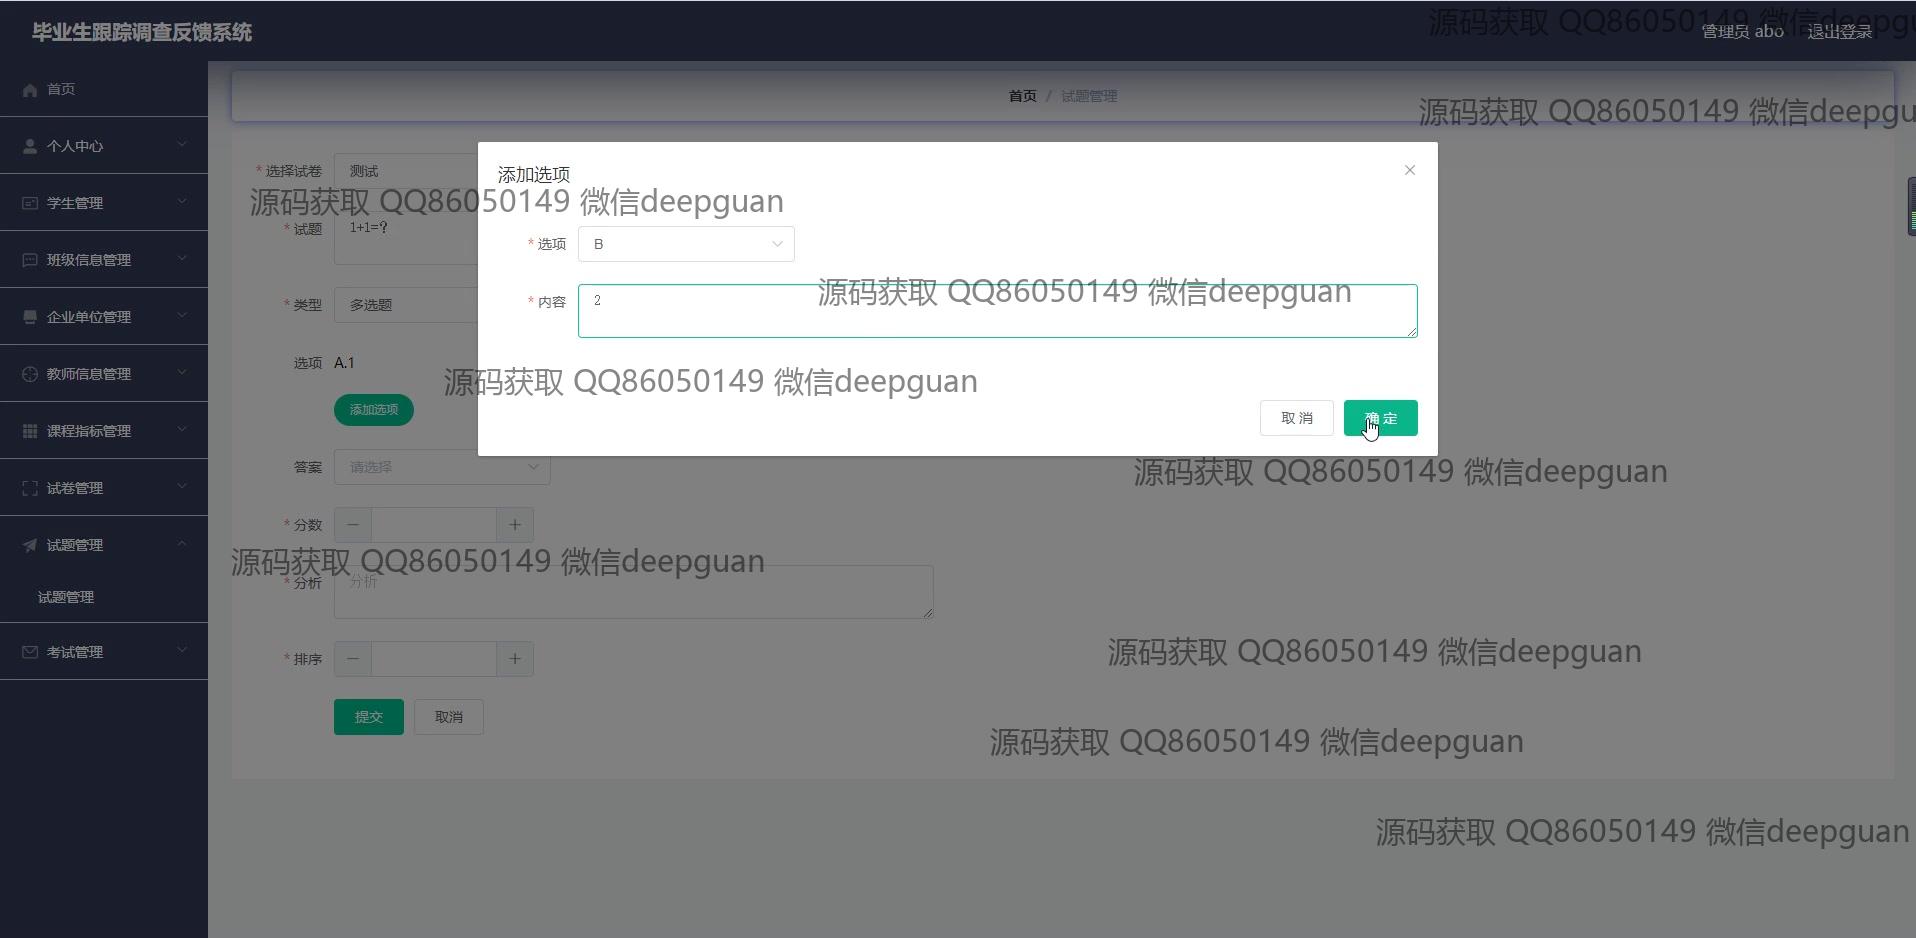 毕业生跟踪调查反馈系统
源码获取 QQ86050149 微信deepgu
管理员 abo 退出登录
首页
首页 / 试题管理
源码获取 QQ86050149 微信deepgu
个人中心
添加选项
* 选择试卷 测试
源码获取 QQ86050149 微信deepguan
学生管理
* 试题 1+1=?
* 选项 B
班级信息管理
源码获取 QQ86050149 微信deepguan
* 类型 多选题
* 内容 2
企业单位管理
选项 A.1
教师信息管理
源码获取 QQ86050149 微信deepguan
添加选项
取消 确定
课程指标管理
答案 请选择
源码获取 QQ86050149 微信deepguan
试卷管理
* 分数
试题管理
源码获取 QQ86050149 微信deepguan
* 分析 分析
试题管理
考试管理
* 排序
源码获取 QQ86050149 微信deepguan
提交 取消
源码获取 QQ86050149 微信deepguan
源码获取 QQ86050149 微信deepguan